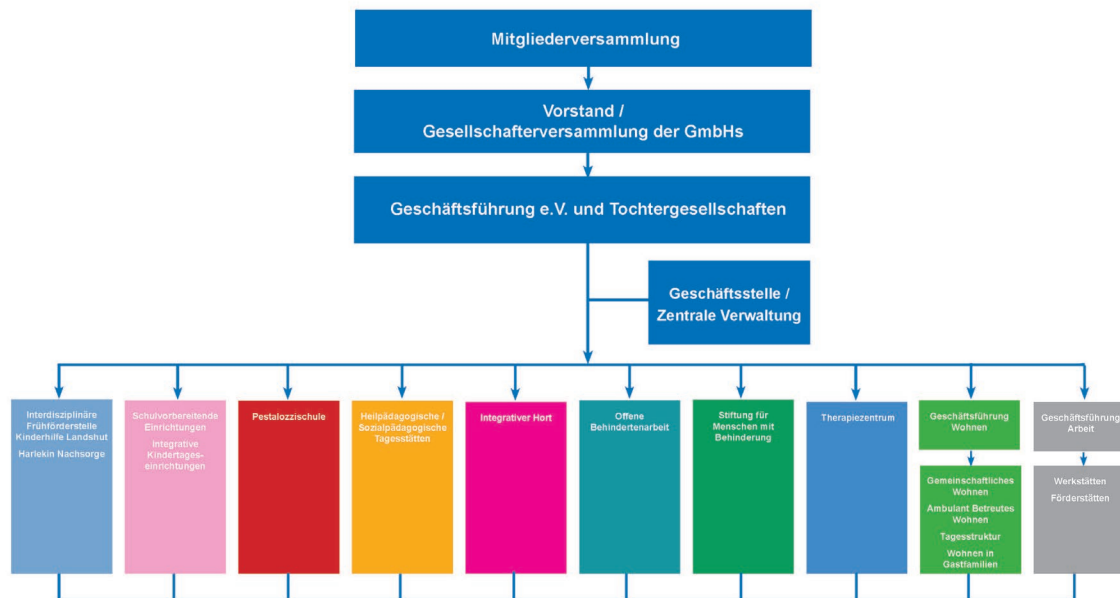 Mitgliederversammlung
Vorstand /
Gesellschafterversammlung der GmbHs
Geschäftsführung e.V. und Tochtergesellschaften
Geschäftsstelle /
Zentrale Verwaltung
Interdisziplinäre
Frühförderstelle
Kinderhilfe Landshut
Harlekin Nachsorge
Schulvorbereitende
Einrichtungen
Integrative
Kindertages-
einrichtungen
Pestalozzischule
Heilpädagogische /
Sozialpädagogische
Tagesstätten
Integrativer Hort
Offene
Behindertenarbeit
Stiftung für
Menschen mit
Behinderung
Therapiezentrum
Geschäftsführung
Wohnen
Gemeinschaftliches
Wohnen
Ambulant Betreutes
Wohnen
Tagesstruktur
Wohnen in
Gastfamilien
Geschäftsführung
Arbeit
Werkstätten
Förderstätten